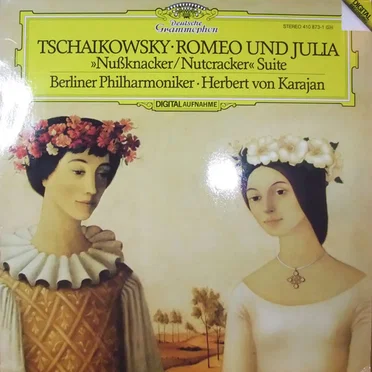 Deutsche
Grammophon
STEREO 410 873-1 GH
DIGITAL
TSCHAIKOWSKY · ROMEO UND JULIA
»Nußknacker/Nutcracker« Suite
Berliner Philharmoniker · Herbert von Karajan
DIGITAL AUFNAHME